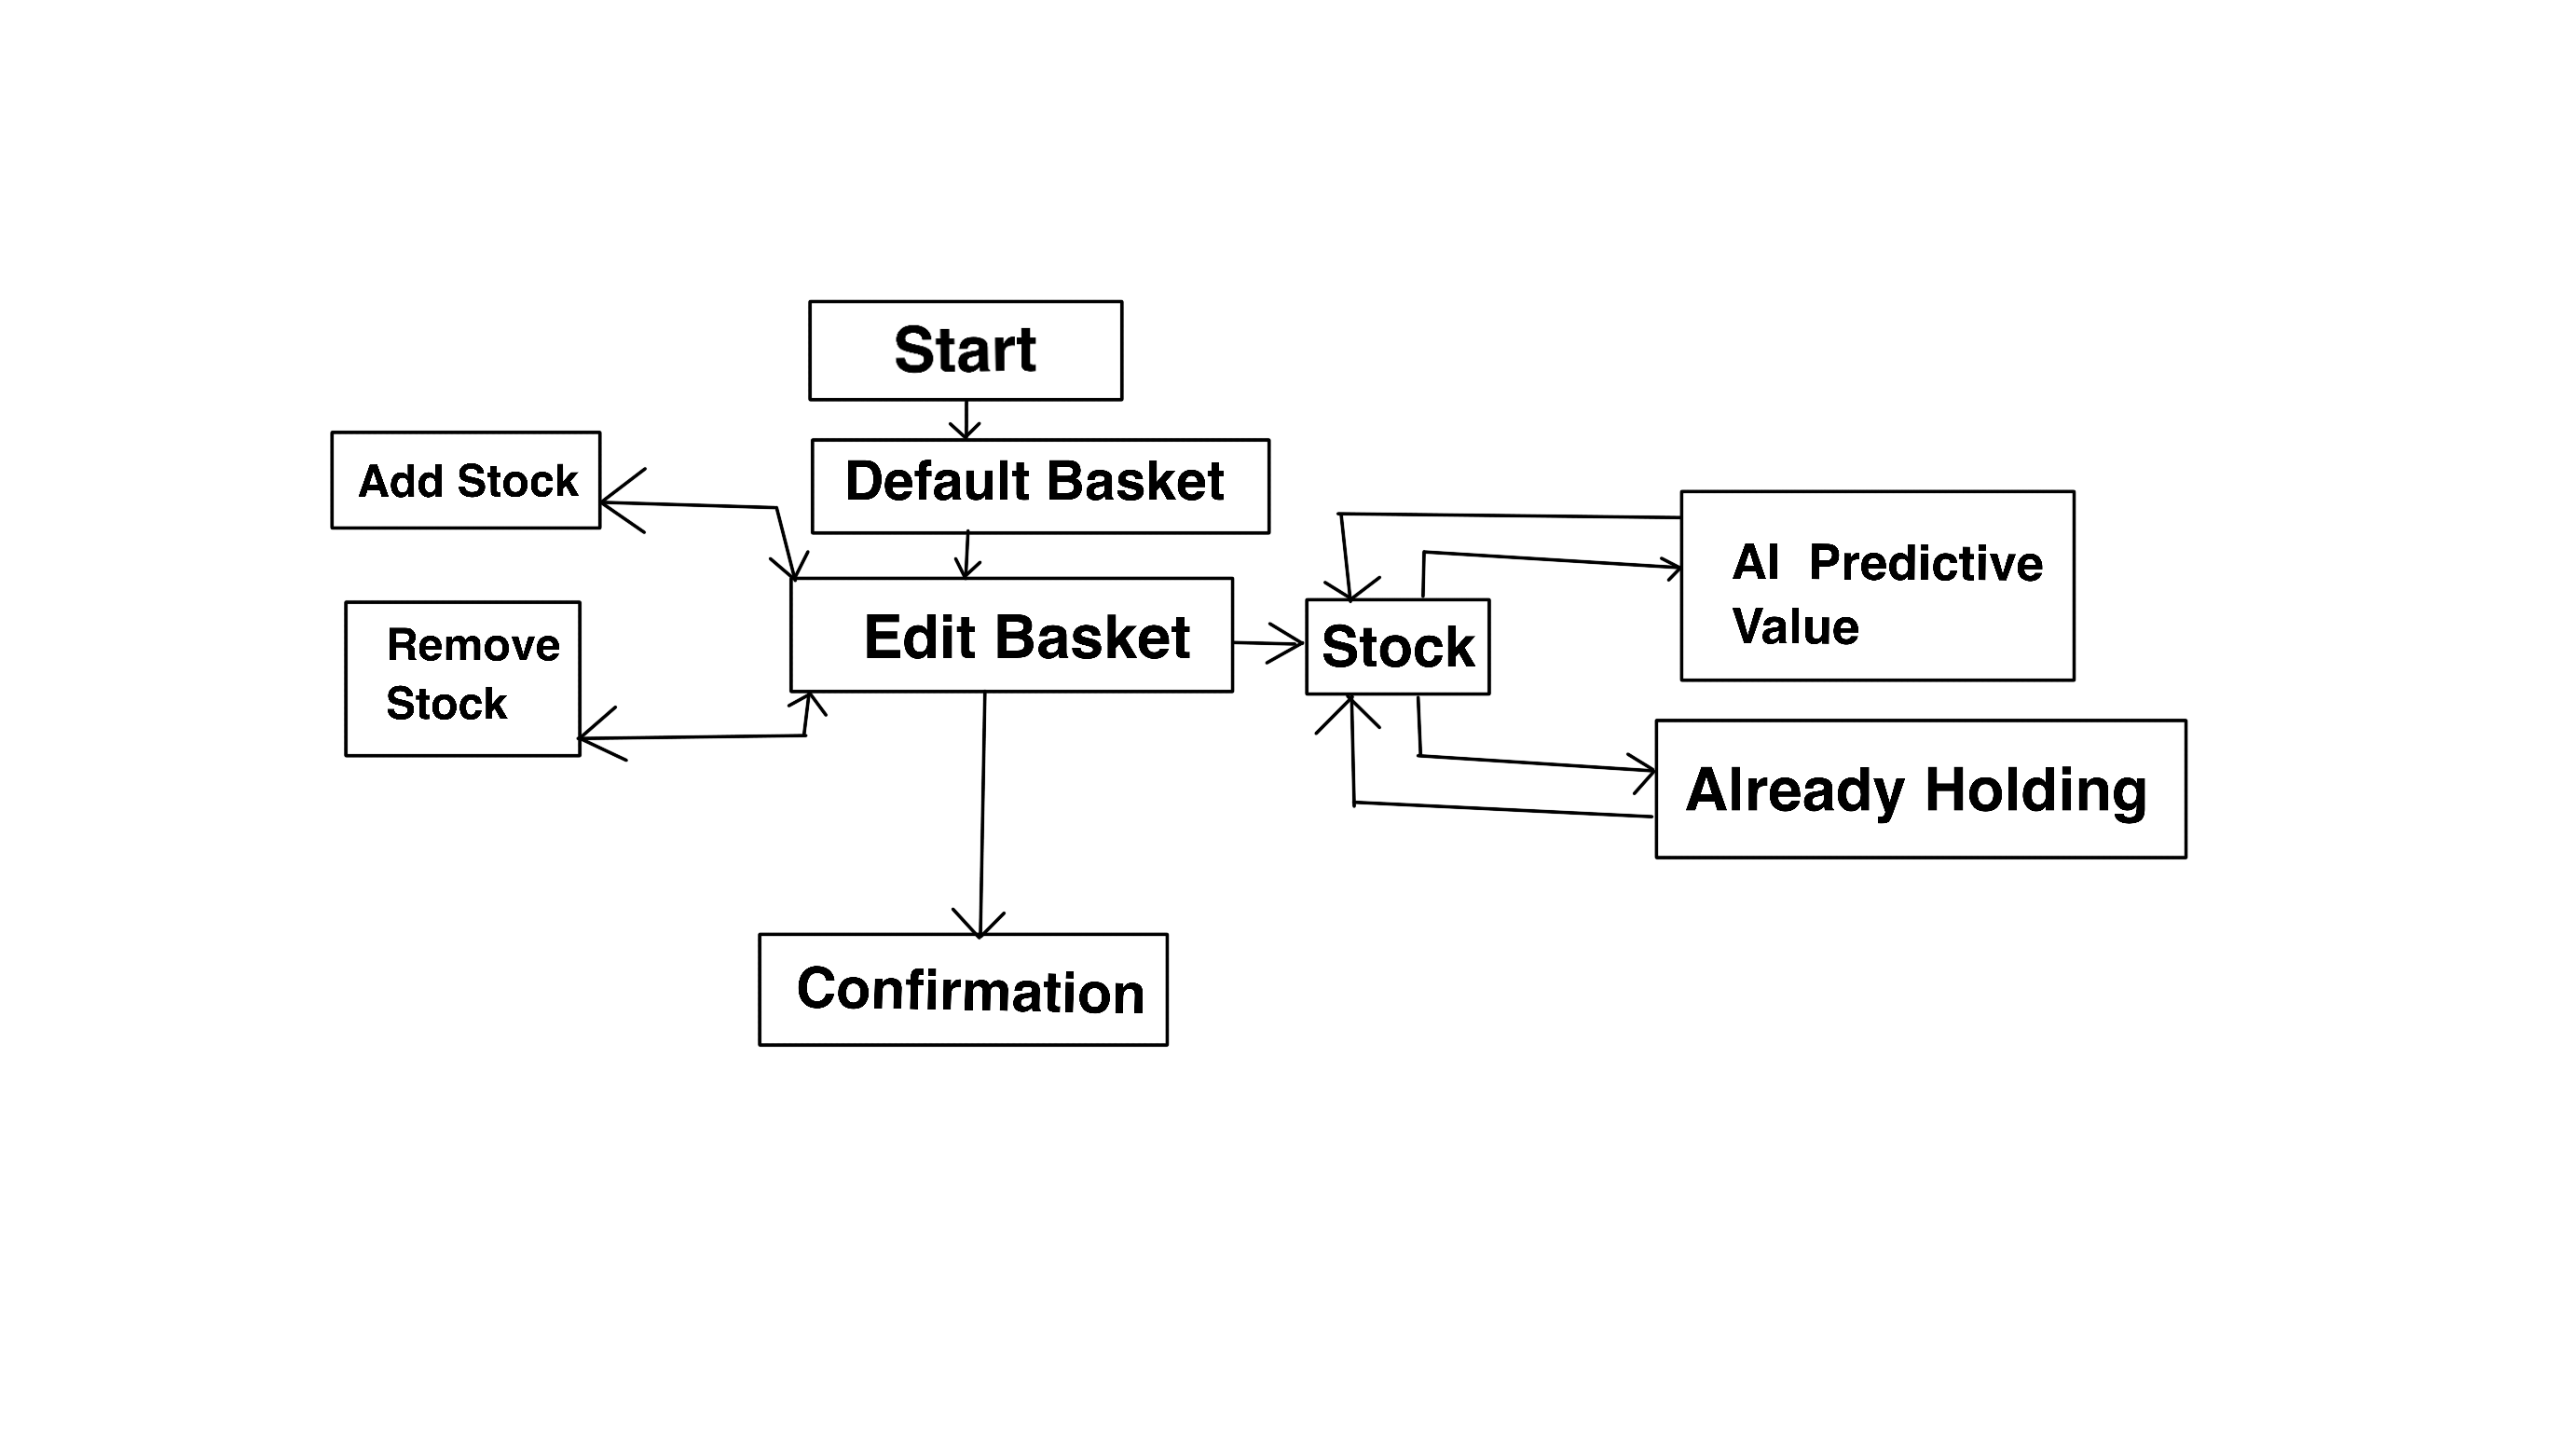 Start
Default Basket
Add Stock
Edit Basket
Remove
Stock
Stock
AI Predictive
Value
Already Holding
Confirmation